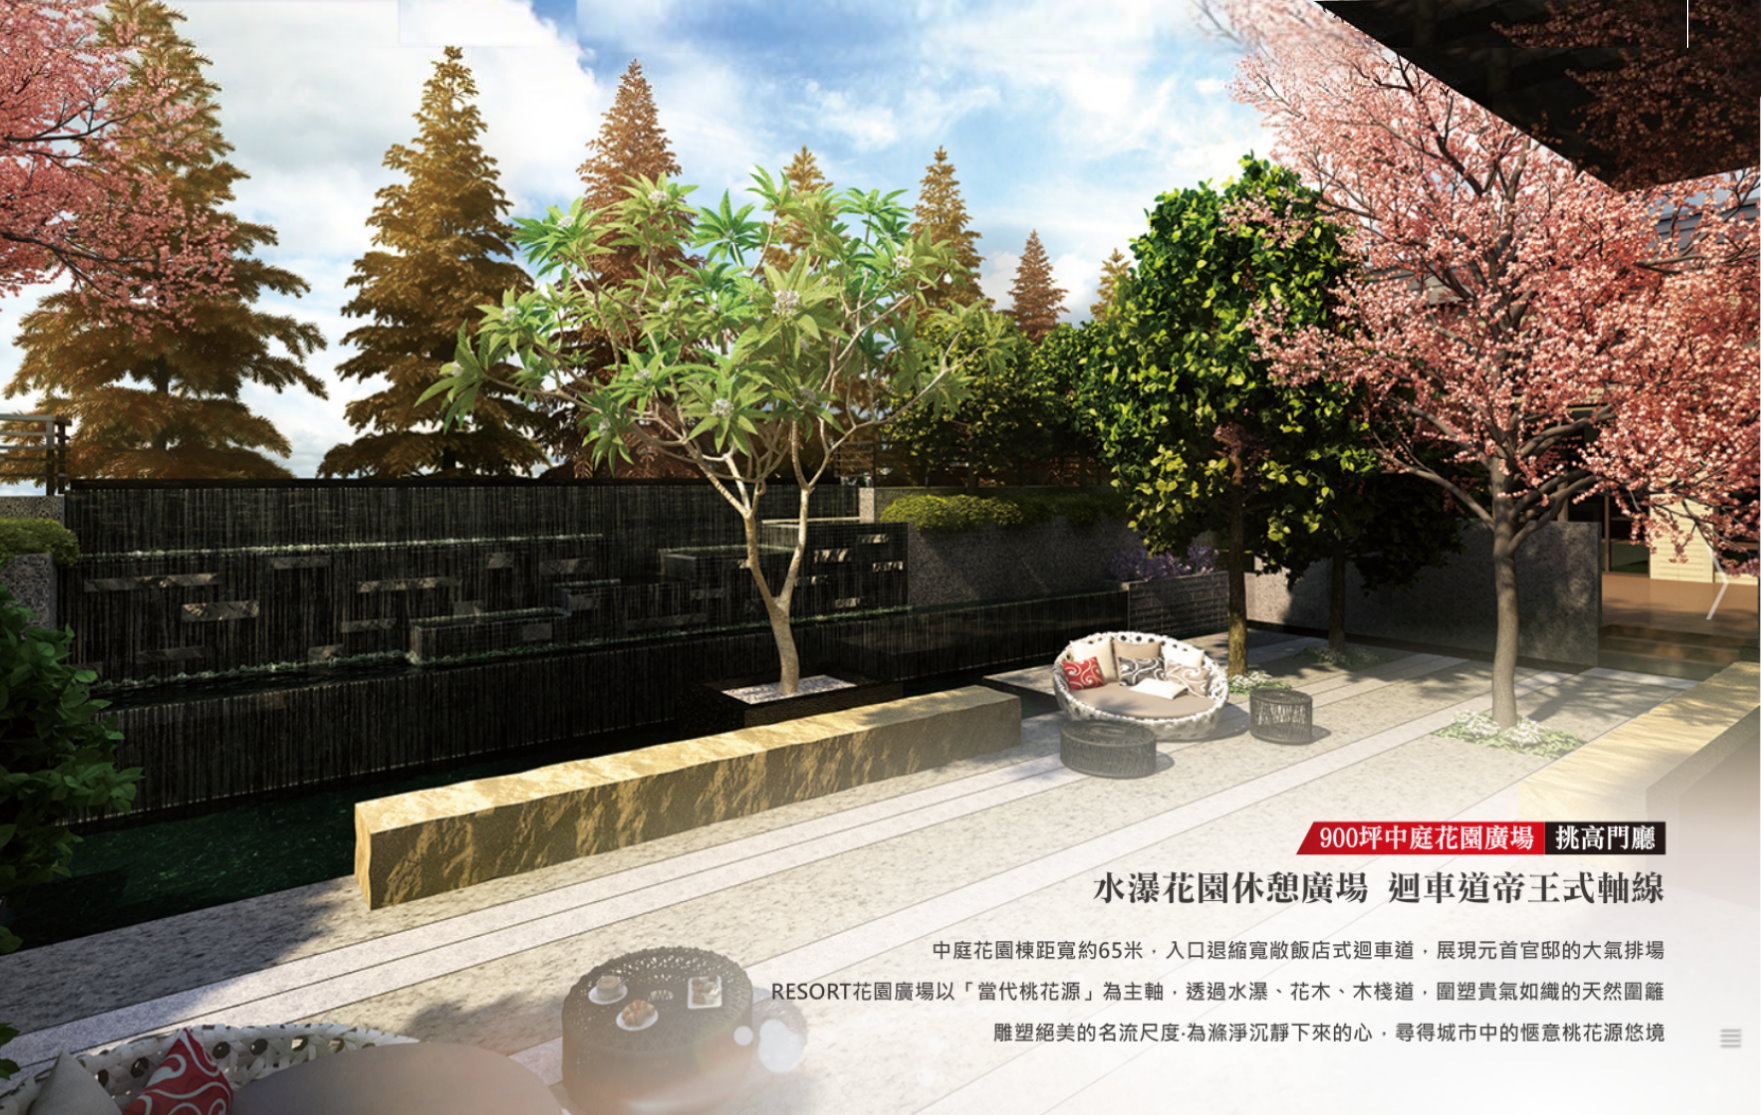 900坪中庭花園廣場 挑高門廳
水瀑花園休憩廣場 迴車道帝王式軸線
中庭花園棟距寬約65米，入口退縮寬敞飯店式迴車道，展現元首官邸的大氣排場
RESORT花園廣場以「當代桃花源」為主軸，透過水瀑、花木、木棧道，圍塑貴氣如織的天然圍籬
雕塑絕美的名流尺度‧為滌淨沉靜下來的心，尋得城市中的愜意桃花源悠境